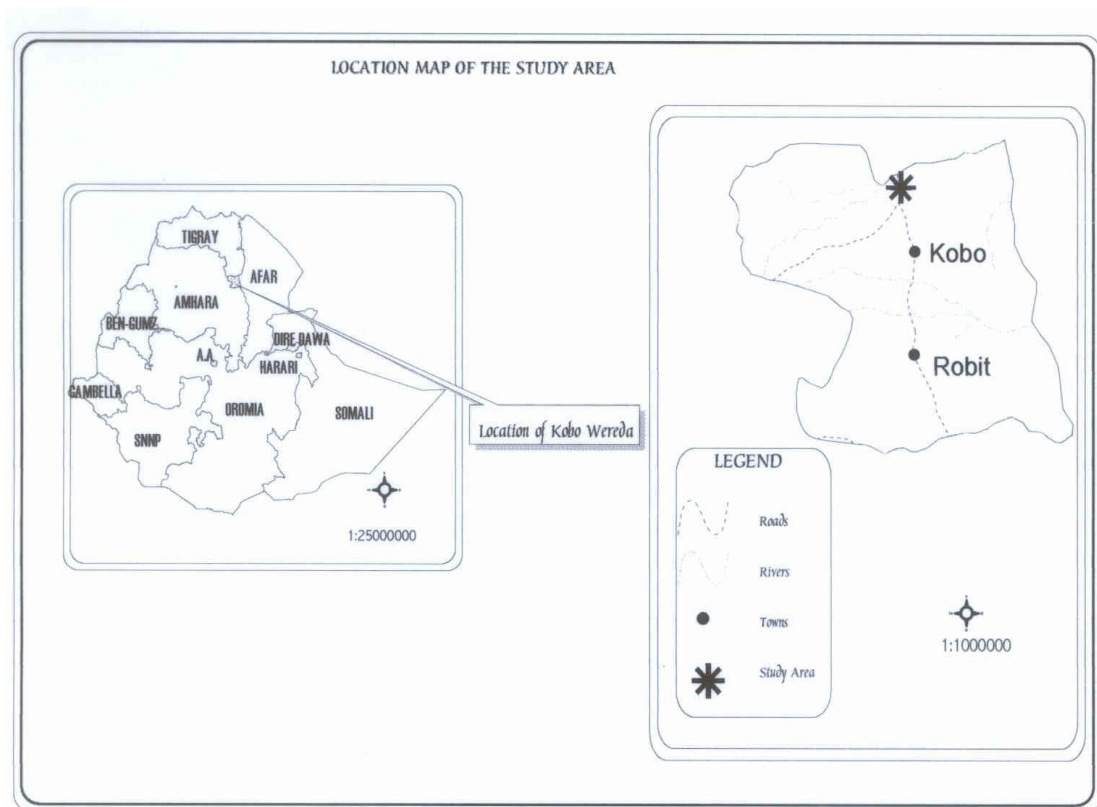 LOCATION MAP OF THE STUDY AREA
TIGRAY
AFAR
AMHARA
BEN-GUMZ
DIRE DAWA
A.A
HARARI
GAMBELLA
OROMIA
SOMALI
SNNP
1:25000000
Location of Kobo Wereda
Kobo
Robit
LEGEND
Roads
Rivers
Towns
Study Area
1:1000000